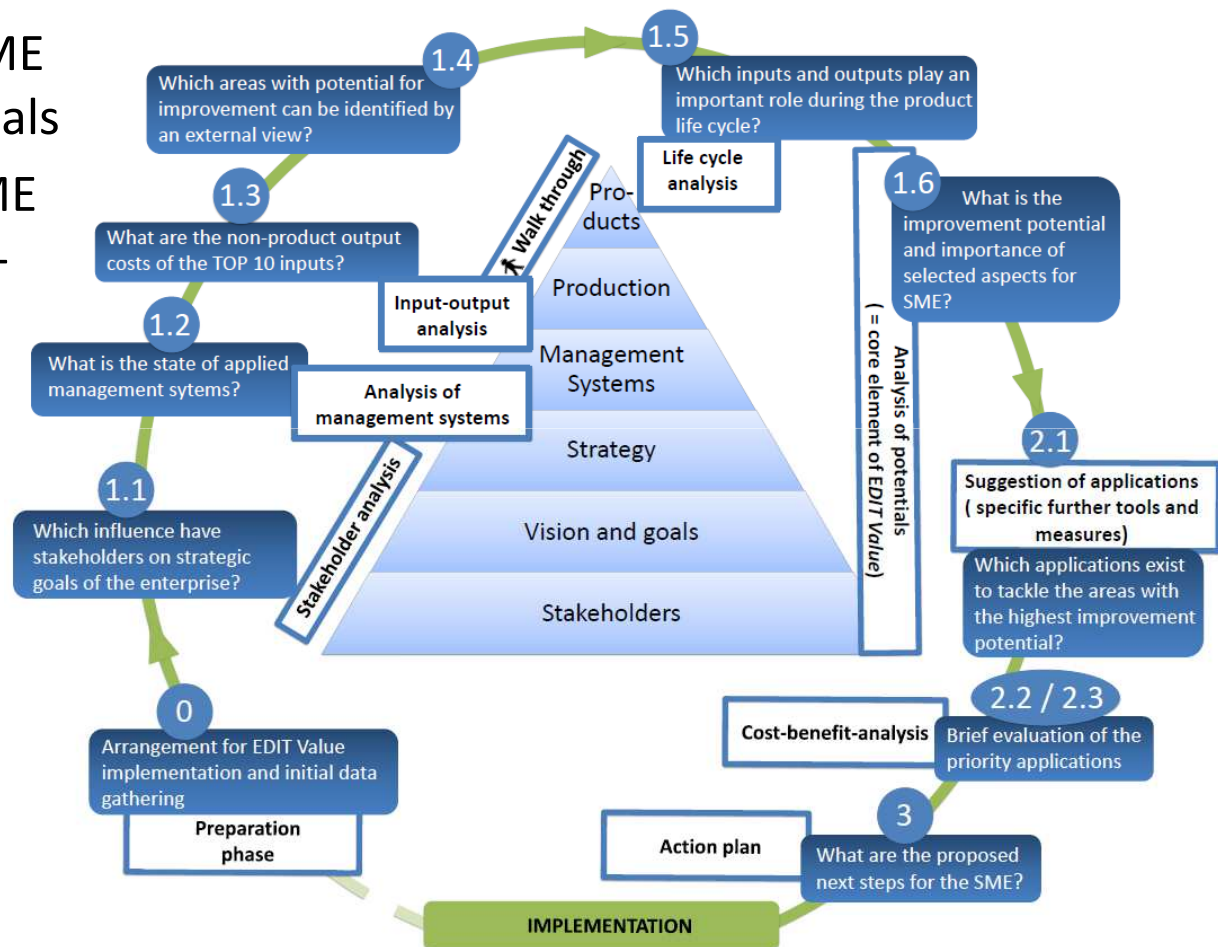 ME
als
ME
-
1.4
Which areas with potential for
improvement can be identified by
an external view?
1.5
Which inputs and outputs play an
important role during the product
life cycle?
Life cycle
analysis
1.3
What are the non-product output
costs of the TOP 10 inputs?
Walk through
Input-output
analysis
1.6
What is the
improvement potential
and importance of
selected aspects for
SME?
1.2
What is the state of applied
management sytems?
Analysis of
management systems
1.1
Which influence have
stakeholders on strategic
goals of the enterprise?
Stakeholder analysis
Pro-
ducts
Production
Management
Systems
Strategy
Vision and goals
Stakeholders
Analysis of potentials
( = core element of EDIT Value)
2.1
Suggestion of applications
( specific further tools and
measures)
Which applications exist
to tackle the areas with
the highest improvement
potential?
0
Arrangement for EDIT Value
implementation and initial data
gathering
Preparation
phase
2.2 / 2.3
Cost-benefit-analysis
Brief evaluation of the
priority applications
3
Action plan
What are the proposed
next steps for the SME?
IMPLEMENTATION